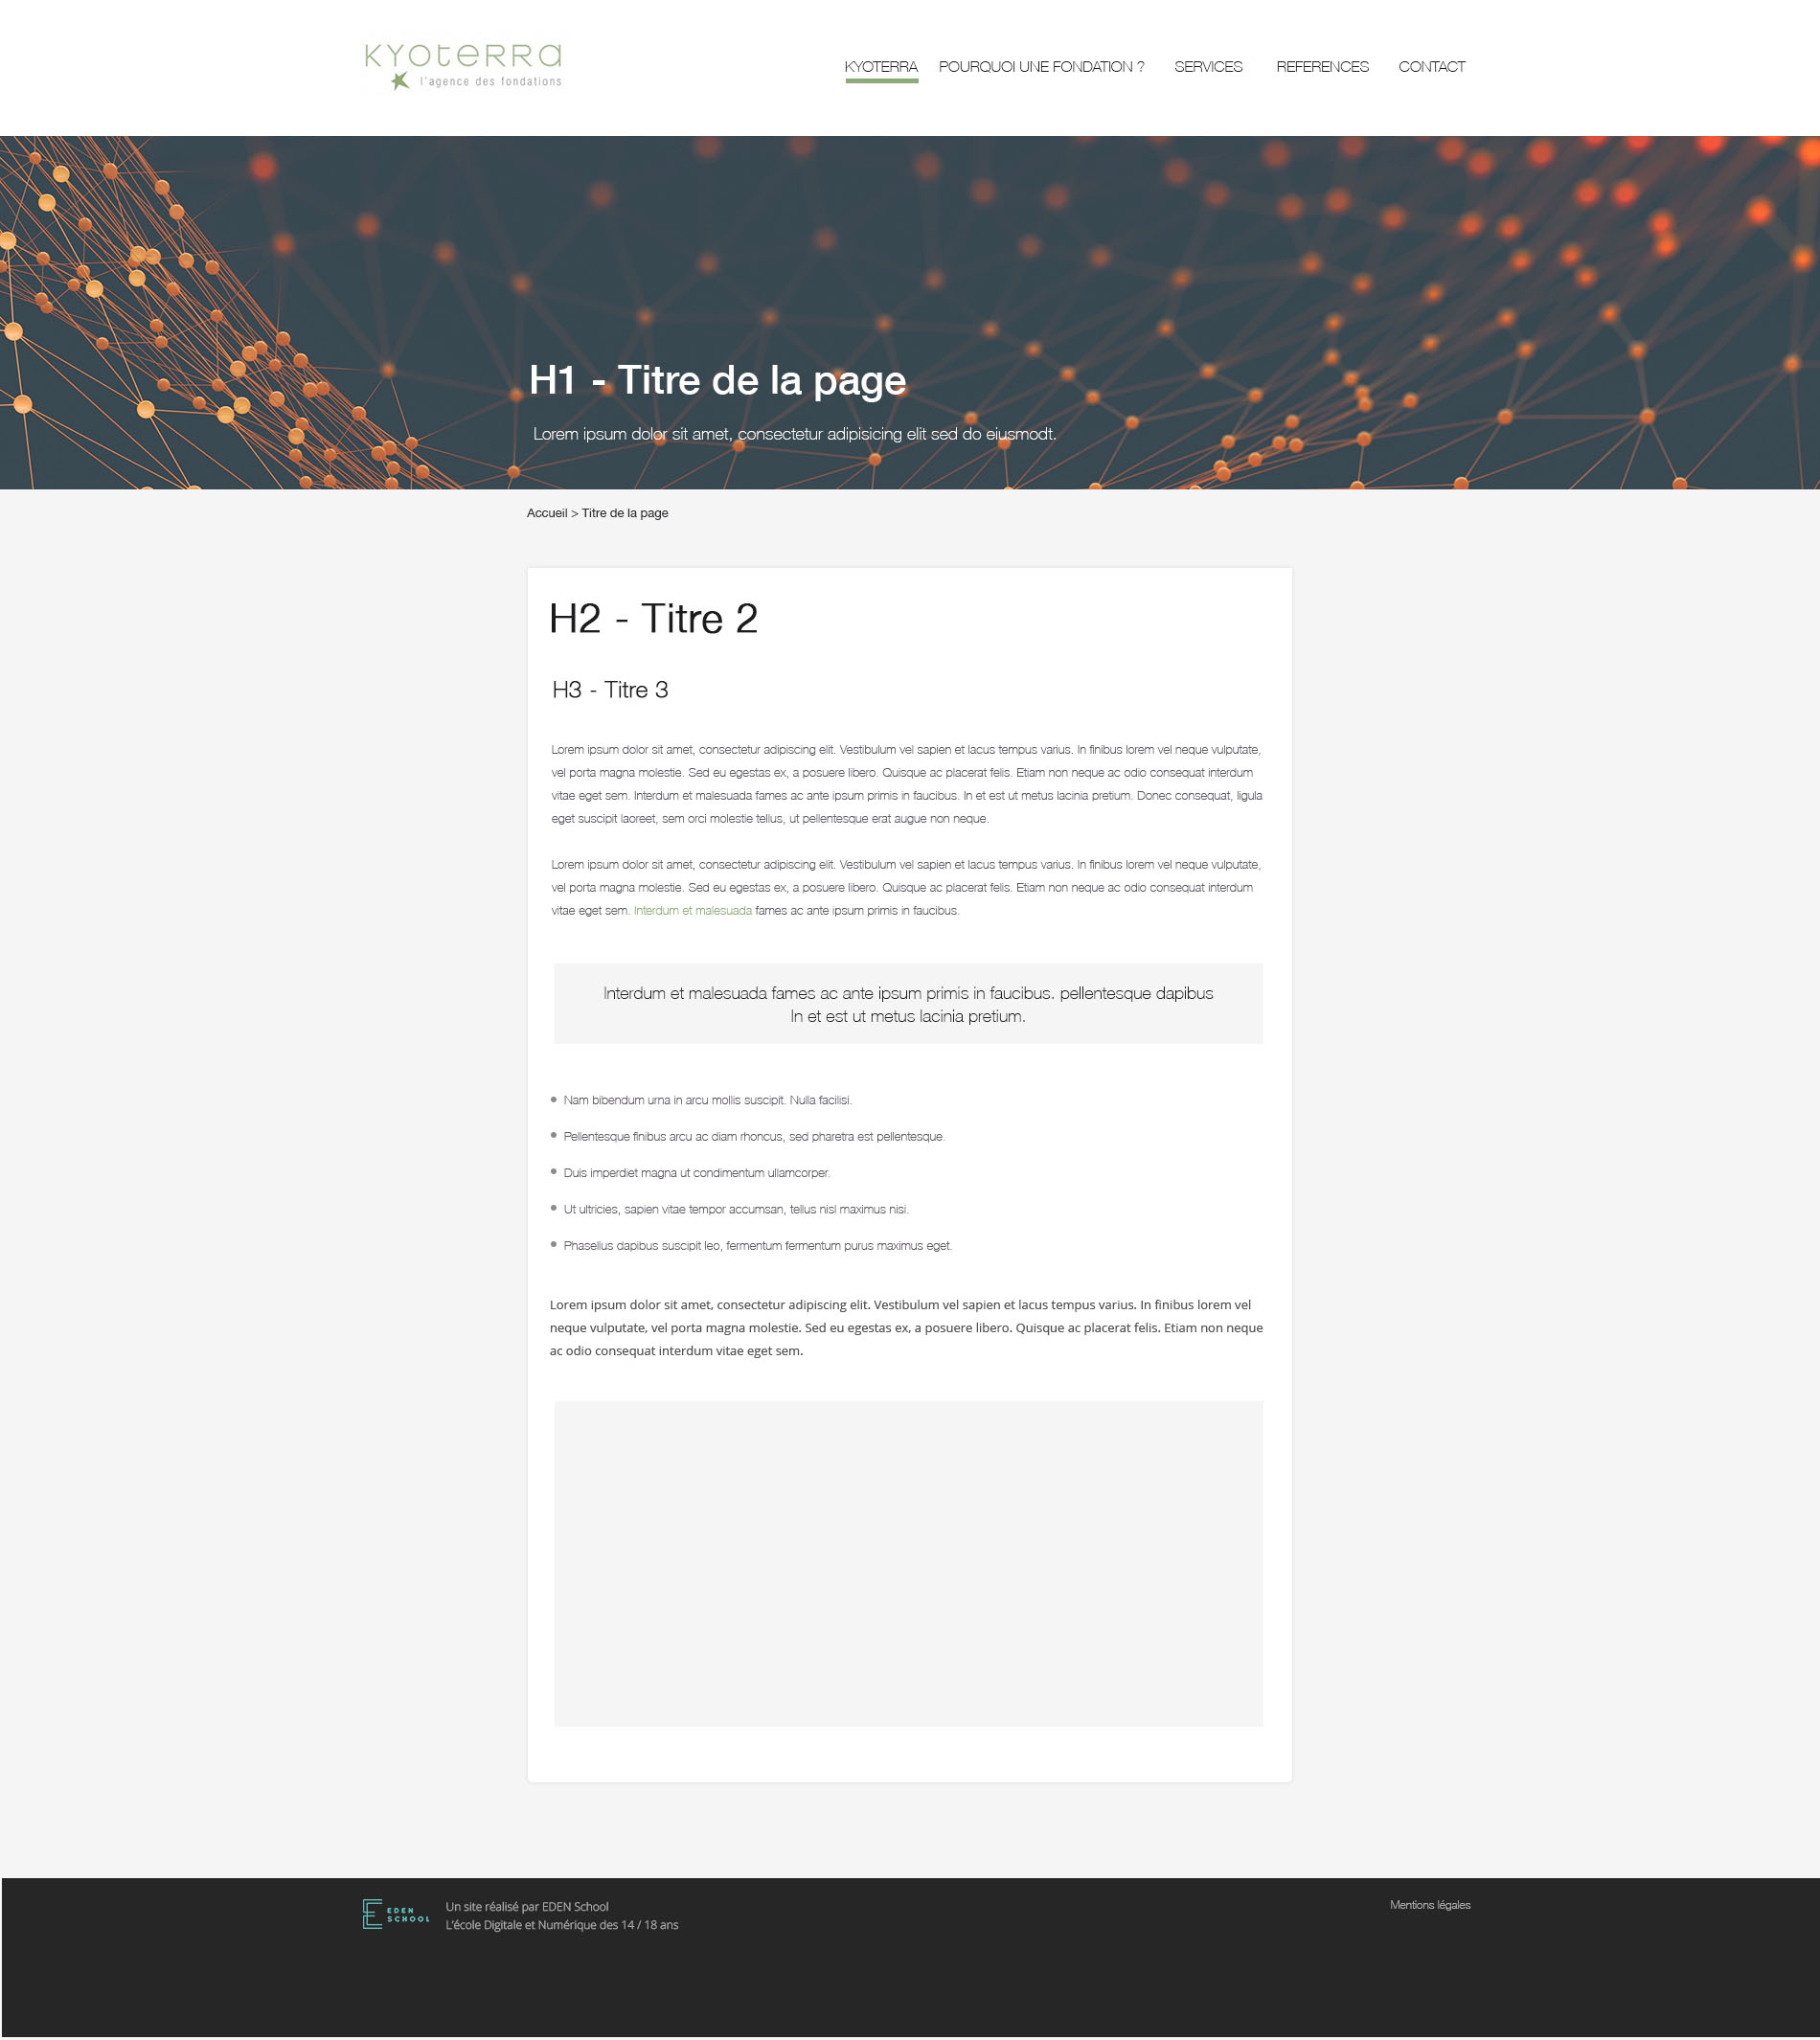 KYOTERRA
l'agence des fondations
KYOTERRA POURQUOI UNE FONDATION ? SERVICES REFERENCES CONTACT
H1 - Titre de la page
Lorem ipsum dolor sit amet, consectetur adipisicing elit sed do eiusmodt.
Accueil > Titre de la page
H2 - Titre 2
H3 - Titre 3
Lorem ipsum dolor sit amet, consectetur adipiscing elit. Vestibulum vel sapien et lacus tempus varius. In finibus lorem vel neque vulputate,
vel porta magna molestie. Sed eu egestas ex, a posuere libero. Quisque ac placerat felis. Etiam non neque ac odio consequat interdum
vitae eget sem. Interdum et malesuada fames ac ante ipsum primis in faucibus. In et est ut metus lacinia pretium. Donec consequat, ligula
eget suscipit laoreet, sem orci molestie tellus, ut pellentesque erat augue non neque.
Lorem ipsum dolor sit amet, consectetur adipiscing elit. Vestibulum vel sapien et lacus tempus varius. In finibus lorem vel neque vulputate,
vel porta magna molestie. Sed eu egestas ex, a posuere libero. Quisque ac placerat felis. Etiam non neque ac odio consequat interdum
vitae eget sem. Interdum et malesuada fames ac ante ipsum primis in faucibus.
Interdum et malesuada fames ac ante ipsum primis in faucibus. pellentesque dapibus
In et est ut metus lacinia pretium.
• Nam bibendum urna in arcu mollis suscipit. Nulla facilisi.
• Pellentesque finibus arcu ac diam rhoncus, sed pharetra est pellentesque.
• Duis imperdiet magna ut condimentum ullamcorper.
• Ut ultricies, sapien vitae tempor accumsan, tellus nisl maximus nisi.
• Phasellus dapibus suscipit leo, fermentum fermentum purus maximus eget.
Lorem ipsum dolor sit amet, consectetur adipiscing elit. Vestibulum vel sapien et lacus tempus varius. In finibus lorem vel
neque vulputate, vel porta magna molestie. Sed eu egestas ex, a posuere libero. Quisque ac placerat felis. Etiam non neque
ac odio consequat interdum vitae eget sem.
EDEN
SCHOOL
Un site réalisé par EDEN School
L'école Digitale et Numérique des 14 / 18 ans
Mentions légales